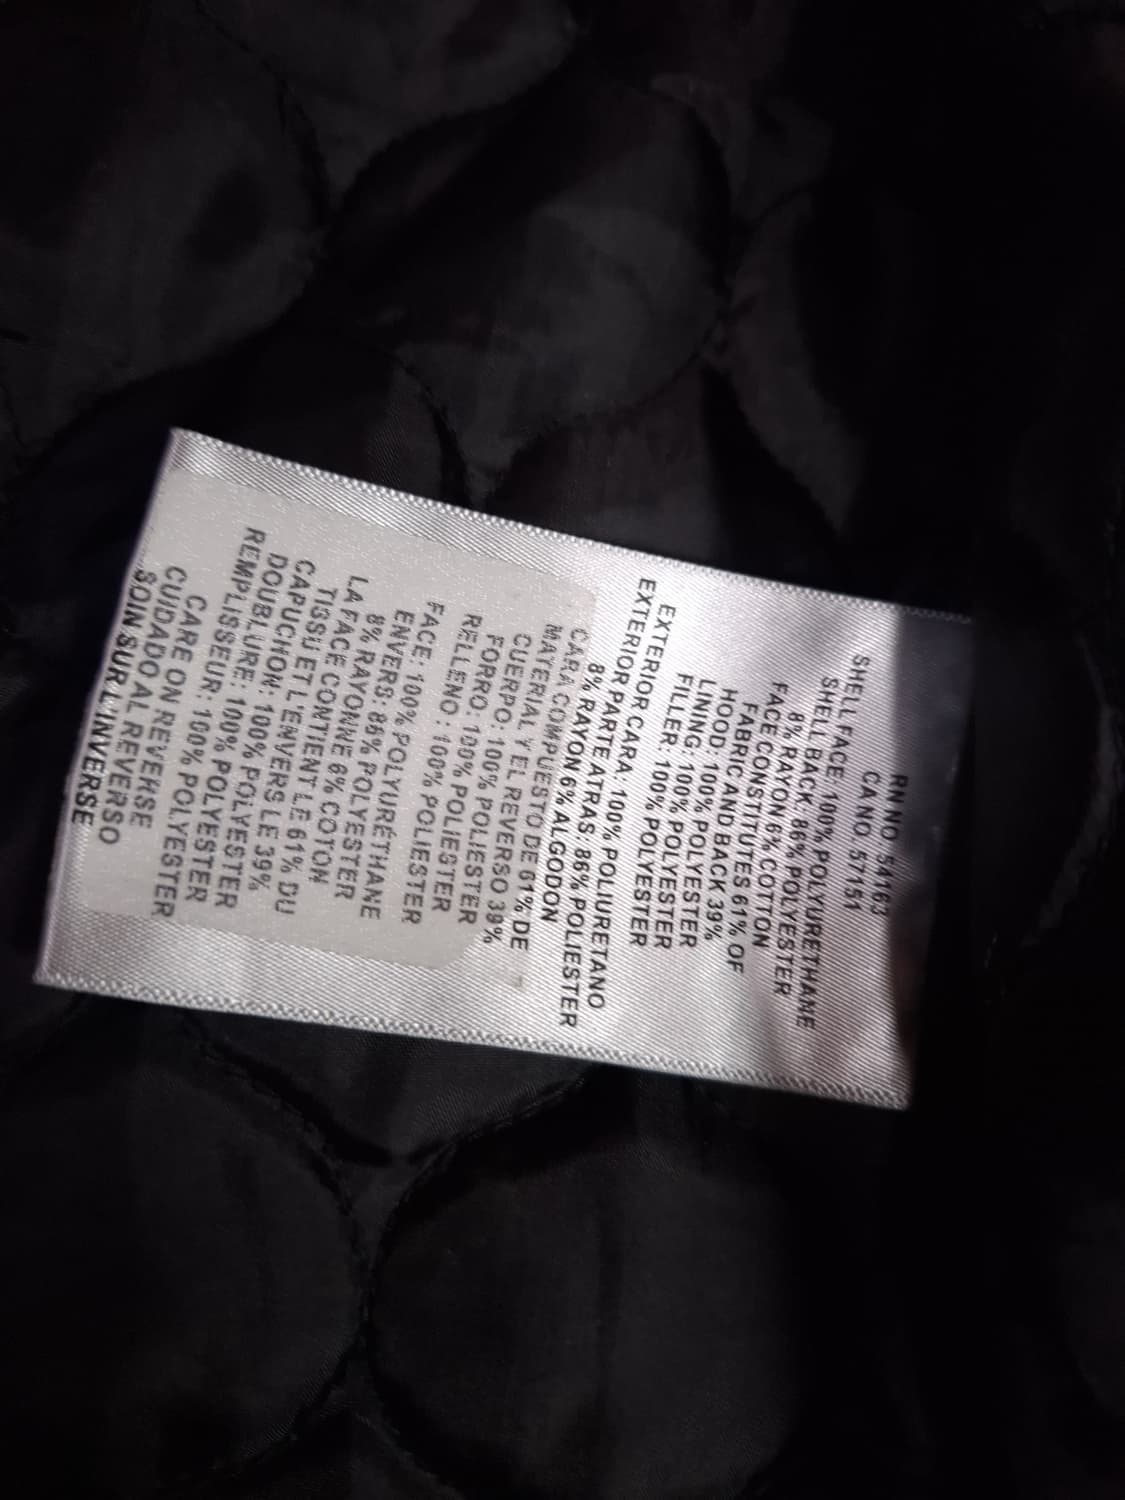 RN NO. 54163
CA NO. 57151
SHELL FACE 100% POLYURETHANE
SHELL BACK, 86% POLYESTER
8% RAYON 6% COTTON
FACE CONSTITUTES 61% OF
FABRIC AND BACK 39%
HOOD: 100% POLYESTER
LINING: 100% POLYESTER
FILLER: 100% POLYESTER
EXTERIOR CARA, 100% POLIURETANO
EXTERIOR PARTE ATRAS, 86% POLIESTER
8% RAYON 6% ALGODON
CARA COMPUESTO DE 61% DE
MATERIAL Y EL REVERSO 39%
CUERPO: 100% POLIESTER
FORRO: 100% POLIESTER
RELLENO: 100% POLIESTER
FACE: 100% POLYURÉTHANE
ENVERS: 86% POLYESTER
8% RAYONNE 6% COTON
LA FACE CONTIENT LE 61% DU
TISSU ET L'ENVERS LE 39%
CAPUCHON: 100% POLYESTER
DOUBLURE: 100% POLYESTER
REMPLISSEUR: 100% POLYESTER
CARE ON REVERSE
CUIDADO AL REVERSO
SOIN SUR L'INVERSE